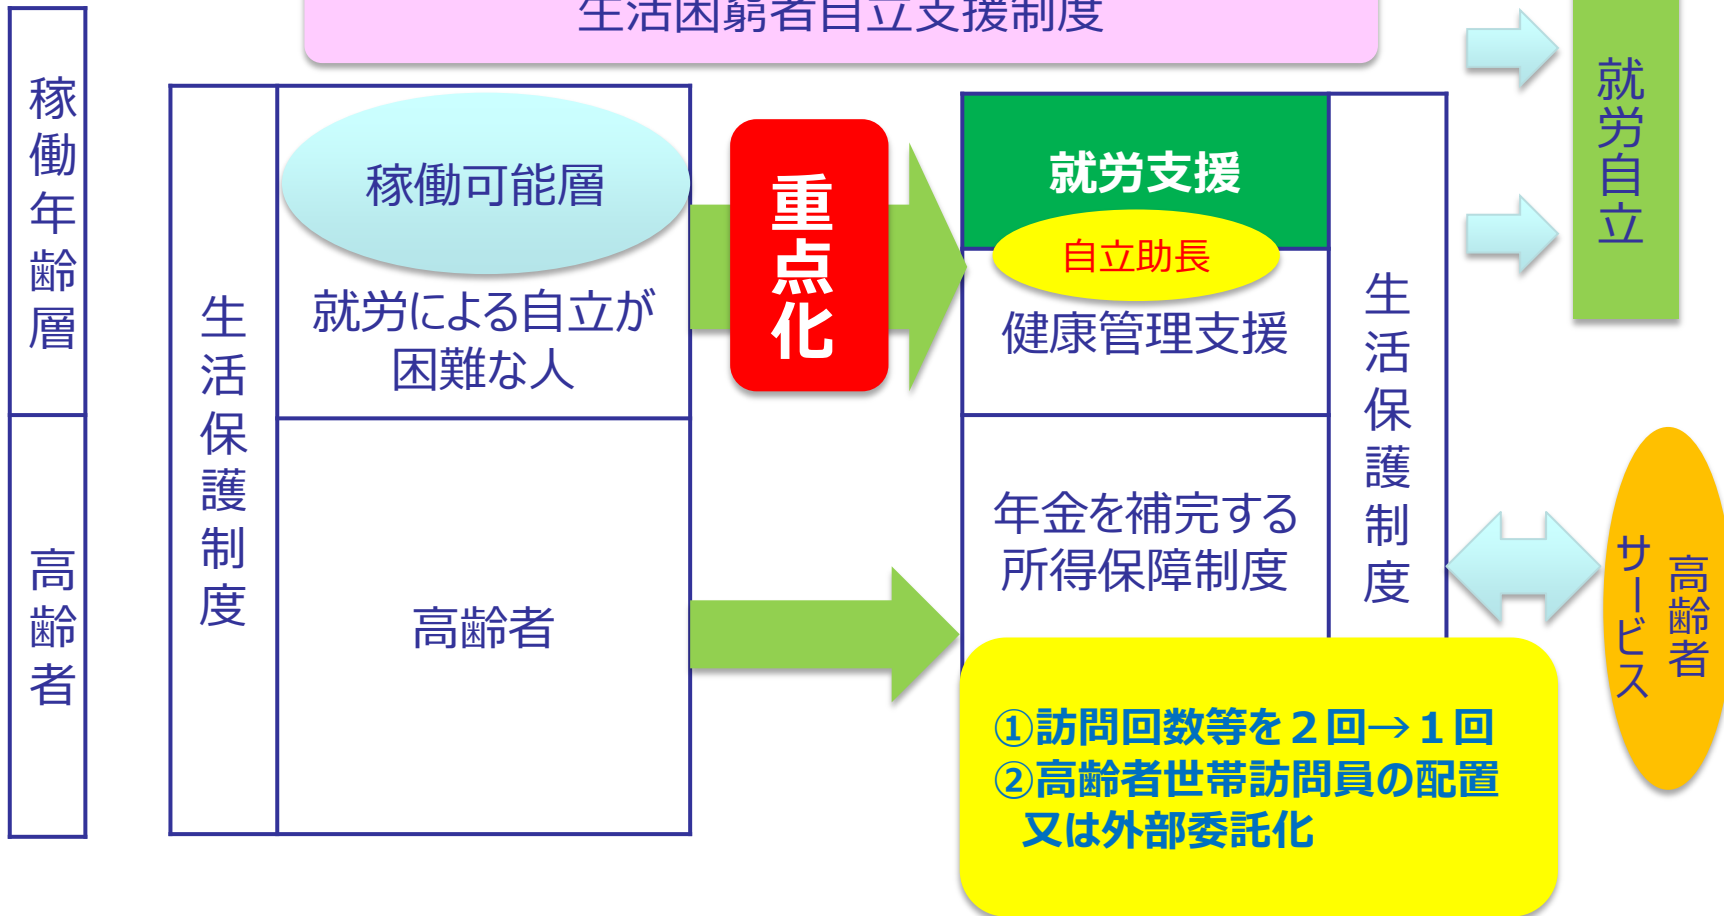 生活困窮者自立支援制度
稼働年齢層
高齢者
生活保護制度
稼働可能層
就労による自立が
困難な人
高齢者
重点化
就労支援
自立助長
健康管理支援
年金を補完する
所得保障制度
生活保護制度
①訪問回数等を２回→１回
②高齢者世帯訪問員の配置
又は外部委託化
就労自立
高齢者
サービス